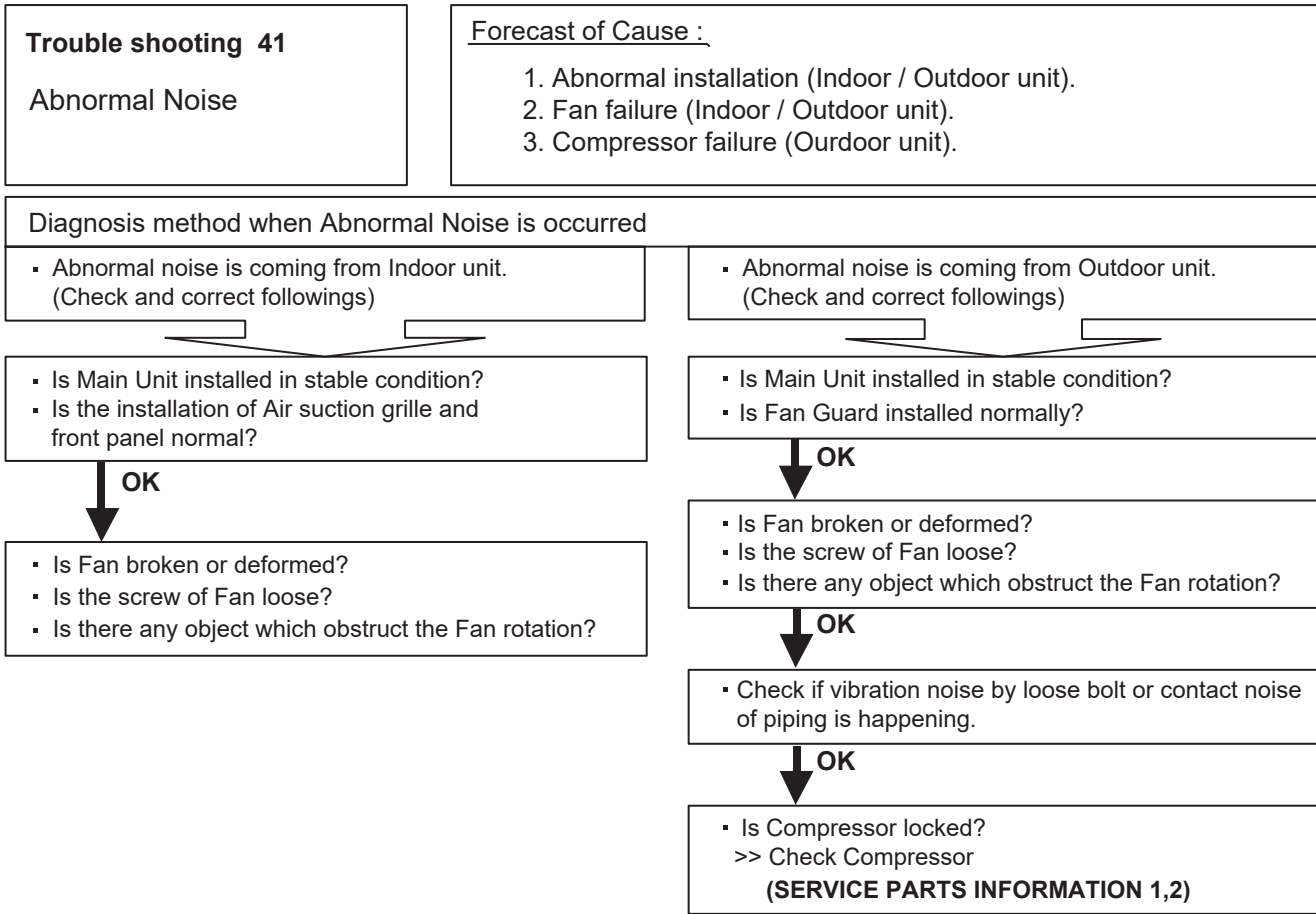 Trouble shooting 41
Abnormal Noise
Forecast of Cause :
1. Abnormal installation (Indoor / Outdoor unit).
2. Fan failure (Indoor / Outdoor unit).
3. Compressor failure (Ourdoor unit).
Diagnosis method when Abnormal Noise is occurred
▪ Abnormal noise is coming from Indoor unit.
(Check and correct followings)
▪ Is Main Unit installed in stable condition?
▪ Is the installation of Air suction grille and
front panel normal?
OK
▪ Is Fan broken or deformed?
▪ Is the screw of Fan loose?
▪ Is there any object which obstruct the Fan rotation?
▪ Abnormal noise is coming from Outdoor unit.
(Check and correct followings)
▪ Is Main Unit installed in stable condition?
▪ Is Fan Guard installed normally?
OK
▪ Is Fan broken or deformed?
▪ Is the screw of Fan loose?
▪ Is there any object which obstruct the Fan rotation?
OK
▪ Check if vibration noise by loose bolt or contact noise
of piping is happening.
OK
▪ Is Compressor locked?
>> Check Compressor
(SERVICE PARTS INFORMATION 1,2)